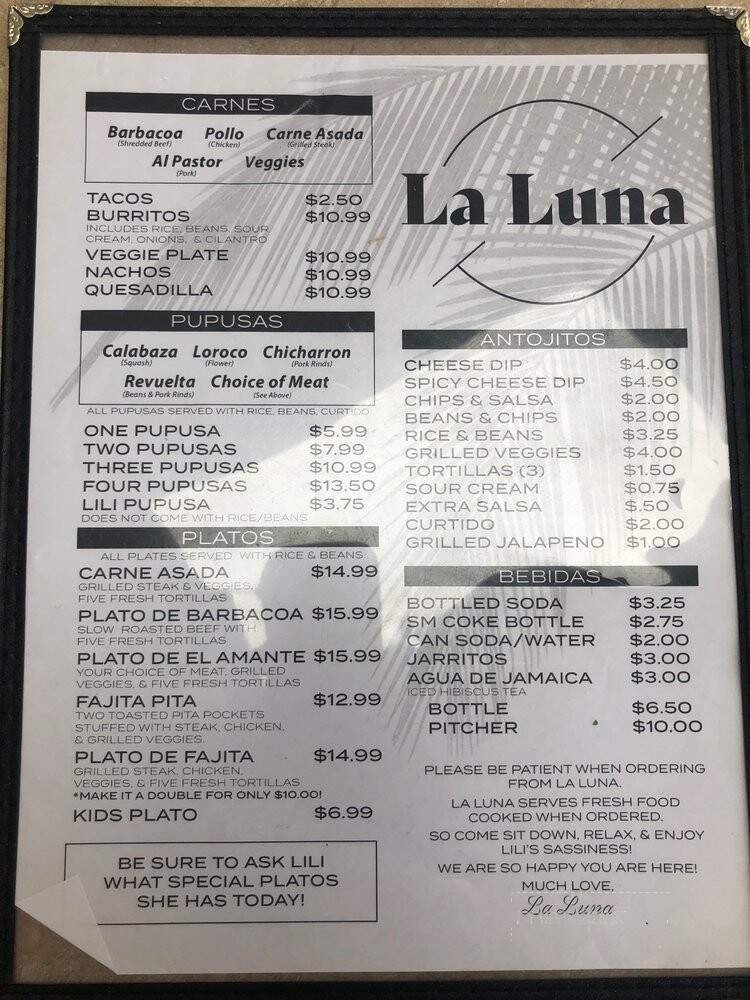 CARNES
Barbacoa Pollo Carne Asada
(Shredded Beef) (Chicken) (Grilled Steak)
Al Pastor Veggies
(Pork)
TACOS $2.50
BURRITOS $10.99
INCLUDES RICE, BEANS, SOUR
CREAM, ONIONS, & CILANTRO
VEGGIE PLATE $10.99
NACHOS $10.99
QUESADILLA $10.99
PUPUSAS
Calabaza Loroco Chicharron
(Squash) (Flower) (Pork Rinds)
Revuelta Choice of Meat
(Beans & Pork Rinds) (See Above)
ALL PUPUSAS SERVED WITH RICE, BEANS, CURTIDO
ONE PUPUSA $5.99
TWO PUPUSAS $7.99
THREE PUPUSAS $10.99
FOUR PUPUSAS $13.50
LILI PUPUSA $3.75
DOES NOT COME WITH RICE/BEANS
PLATOS
ALL PLATES SERVED WITH RICE & BEANS
CARNE ASADA $14.99
GRILLED STEAK & VEGGIES,
FIVE FRESH TORTILLAS
PLATO DE BARBACOA $15.99
SLOW ROASTED BEEF WITH
FIVE FRESH TORTILLAS
PLATO DE EL AMANTE $15.99
YOUR CHOICE OF MEAT, GRILLED
VEGGIES, & FIVE FRESH TORTILLAS
FAJITA PITA $12.99
TWO TOASTED PITA POCKETS
STUFFED WITH STEAK, CHICKEN,
& GRILLED VEGGIES.
PLATO DE FAJITA $14.99
GRILLED STEAK, CHICKEN,
VEGGIES, & FIVE FRESH TORTILLAS
*MAKE IT A DOUBLE FOR ONLY $10.00!
KIDS PLATO $6.99
BE SURE TO ASK LILI
WHAT SPECIAL PLATOS
SHE HAS TODAY!
La Luna
ANTOJITOS
CHEESE DIP $4.00
SPICY CHEESE DIP $4.50
CHIPS & SALSA $2.00
BEANS & CHIPS $2.00
RICE & BEANS $3.25
GRILLED VEGGIES $4.00
TORTILLAS (3) $1.50
SOUR CREAM $0.75
EXTRA SALSA $.50
CURTIDO $2.00
GRILLED JALAPENO $1.00
BEBIDAS
BOTTLED SODA $3.25
SM COKE BOTTLE $2.75
CAN SODA/WATER $2.00
JARRITOS $3.00
AGUA DE JAMAICA $3.00
ICED HIBISCUS TEA
BOTTLE $6.50
PITCHER $10.00
PLEASE BE PATIENT WHEN ORDERING
FROM LA LUNA.
LA LUNA SERVES FRESH FOOD
COOKED WHEN ORDERED.
SO COME SIT DOWN, RELAX, & ENJOY
LILI'S SASSINESS!
WE ARE SO HAPPY YOU ARE HERE!
MUCH LOVE,
La Luna